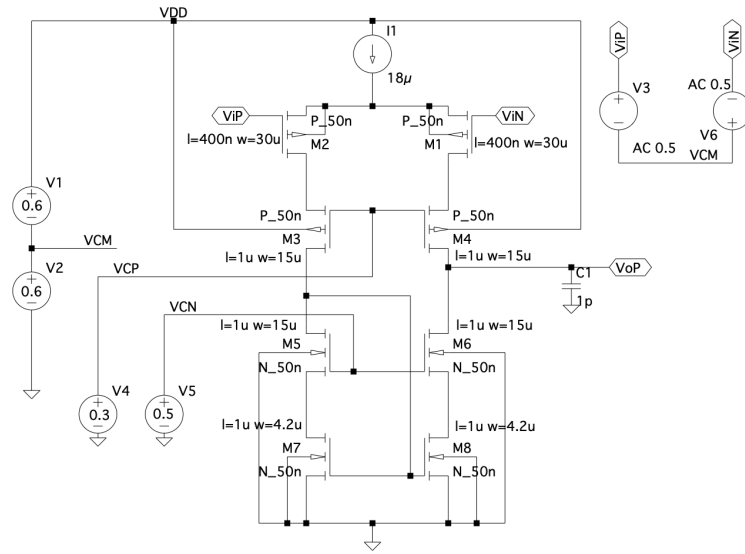 VDD
I1
18µ
ViP
ViN
V3
AC 0.5
AC 0.5
V6
VCM
ViP
P_50n
P_50n
ViN
l=400n w=30u
M2
M1
l=400n w=30u
V1
0.6
P_50n
P_50n
M3
M4
VCM
l=1u w=15u
l=1u w=15u
V2
0.6
VCP
VoP
C1
1p
VCN
l=1u w=15u
l=1u w=15u
M5
M6
N_50n
N_50n
V4
0.3
V5
0.5
l=1u w=4.2u
l=1u w=4.2u
M7
M8
N_50n
N_50n